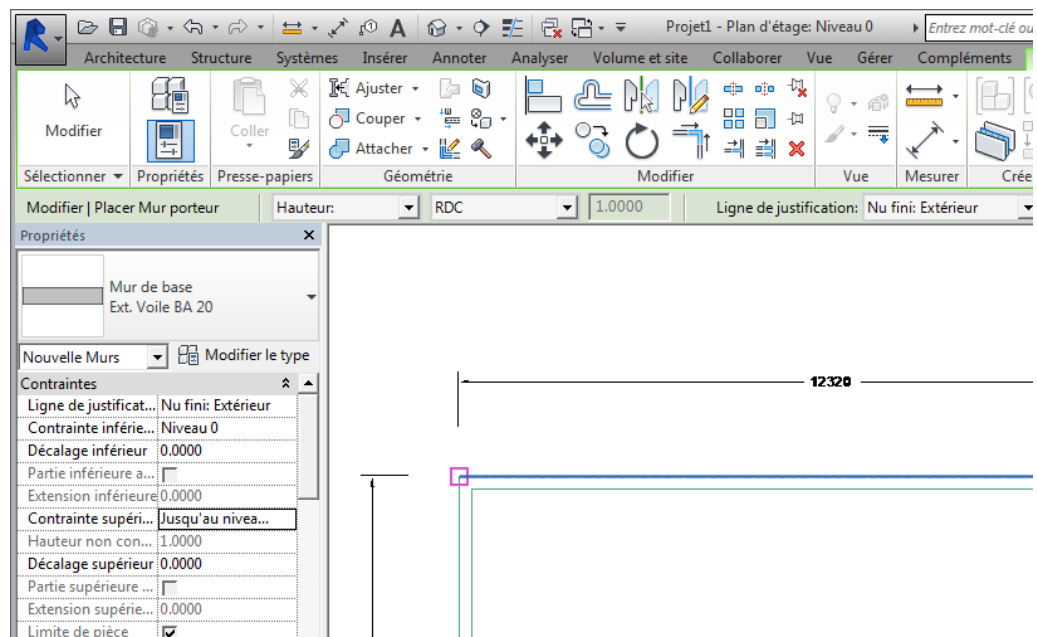 Projet1 - Plan d'étage: Niveau 0
Entrez mot-clé ou
Architecture Structure Systèmes Insérer Annoter Analyser Volume et site Collaborer Vue Gérer Compléments
Modifier
Coller
Ajuster
Couper
Attacher
Sélectionner Propriétés Presse-papiers Géométrie Modifier Vue Mesurer Crée
Modifier | Placer Mur porteur Hauteur: RDC 1.0000 Ligne de justification: Nu fini: Extérieur
Propriétés
Mur de base
Ext. Voile BA 20
Nouvelle Murs Modifier le type
Contraintes
Ligne de justificat... Nu fini: Extérieur
Contrainte inférie... Niveau 0
Décalage inférieur 0.0000
Partie inférieure a...
Extension inférieure 0.0000
Contrainte supéri... Jusqu'au nivea...
Hauteur non con... 1.0000
Décalage supérieur 0.0000
Partie supérieure ...
Extension supérie... 0.0000
Limite de pièce
12320